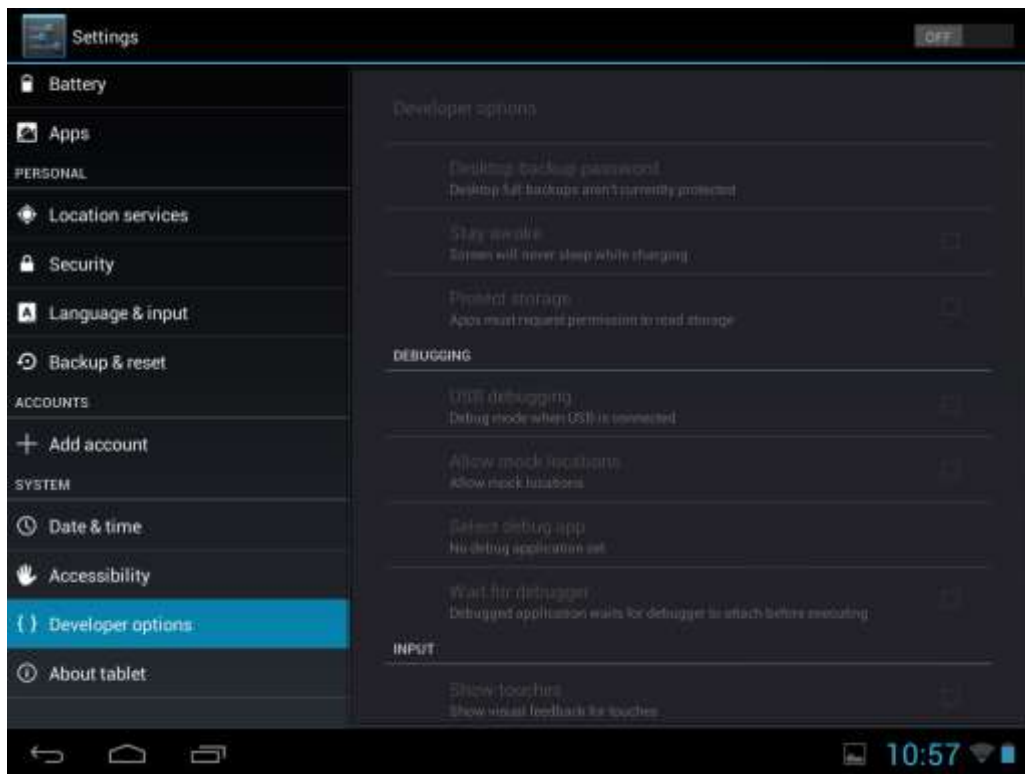 Settings
OFF
Battery
Apps
PERSONAL
Location services
Security
Language & input
Backup & reset
ACCOUNTS
Add account
SYSTEM
Date & time
Accessibility
{ } Developer options
About tablet
Developer options
Desktop backup password
Desktop full backups aren't currently protected
Stay awake
Screen will never sleep while charging
Protect storage
Apps must request permission to read storage
DEBUGGING
USB debugging
Debug mode when USB is connected
Allow mock locations
Allow mock locations
Select debug app
No debug application set
Wait for debugger
Debugged application waits for debugger to attach before executing
INPUT
Show touches
Show visual feedback for touches
10:57